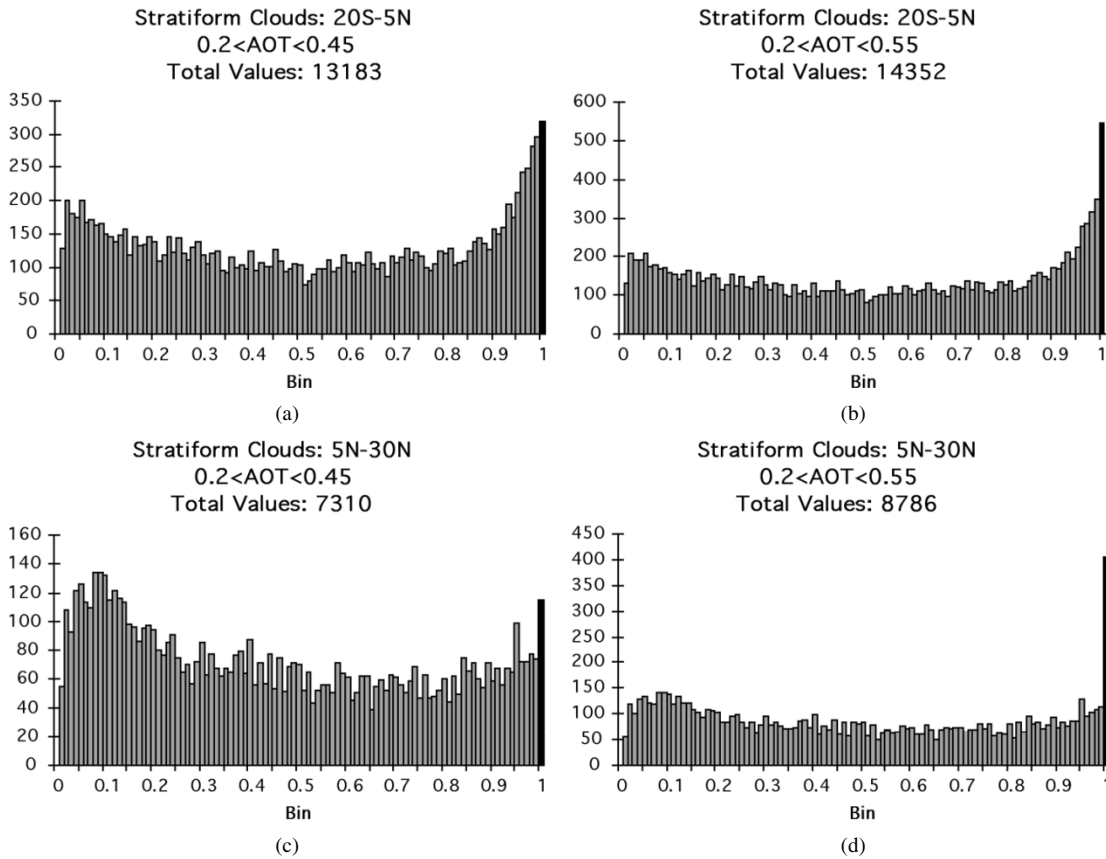 Stratiform Clouds: 20S-5N
0.2<AOT<0.45
Total Values: 13183
350
300
250
200
150
100
50
0
0 0.1 0.2 0.3 0.4 0.5 0.6 0.7 0.8 0.9 1
Bin
(a)
Stratiform Clouds: 20S-5N
0.2<AOT<0.55
Total Values: 14352
600
500
400
300
200
100
0
0 0.1 0.2 0.3 0.4 0.5 0.6 0.7 0.8 0.9 1
Bin
(b)
Stratiform Clouds: 5N-30N
0.2<AOT<0.45
Total Values: 7310
160
140
120
100
80
60
40
20
0
0 0.1 0.2 0.3 0.4 0.5 0.6 0.7 0.8 0.9 1
Bin
(c)
Stratiform Clouds: 5N-30N
0.2<AOT<0.55
Total Values: 8786
450
400
350
300
250
200
150
100
50
0
0 0.1 0.2 0.3 0.4 0.5 0.6 0.7 0.8 0.9 1
Bin
(d)